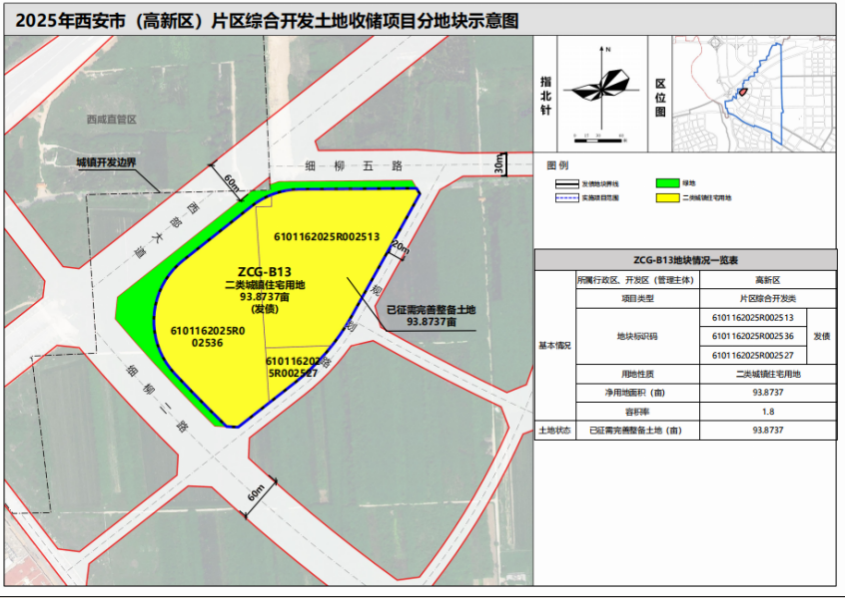 2025年西安市（高新区）片区综合开发土地收储项目分地块示意图
西咸直管区
城镇开发边界
60m
细柳五路
30m
西部大道
20m
6101162025R002513
ZCG-B13
二类城镇住宅用地
93.8737亩
(发债)
6101162025R0
02536
6101162025R002527
已征需完善整备土地
93.8737亩
规划路
细柳二路
60m
指北针
N
区位图
图例
发债地块界线
绿地
实施项目范围
二类城镇住宅用地
ZCG-B13地块情况一览表
基本情况
所属行政区、开发区（管理主体） 高新区
项目类型 片区综合开发类
地块标识码 6101162025R002513 发债
6101162025R002536
6101162025R002527
用地性质 二类城镇住宅用地
净用地面积（亩） 93.8737
容积率 1.8
土地状态 已征需完善整备土地（亩） 93.8737